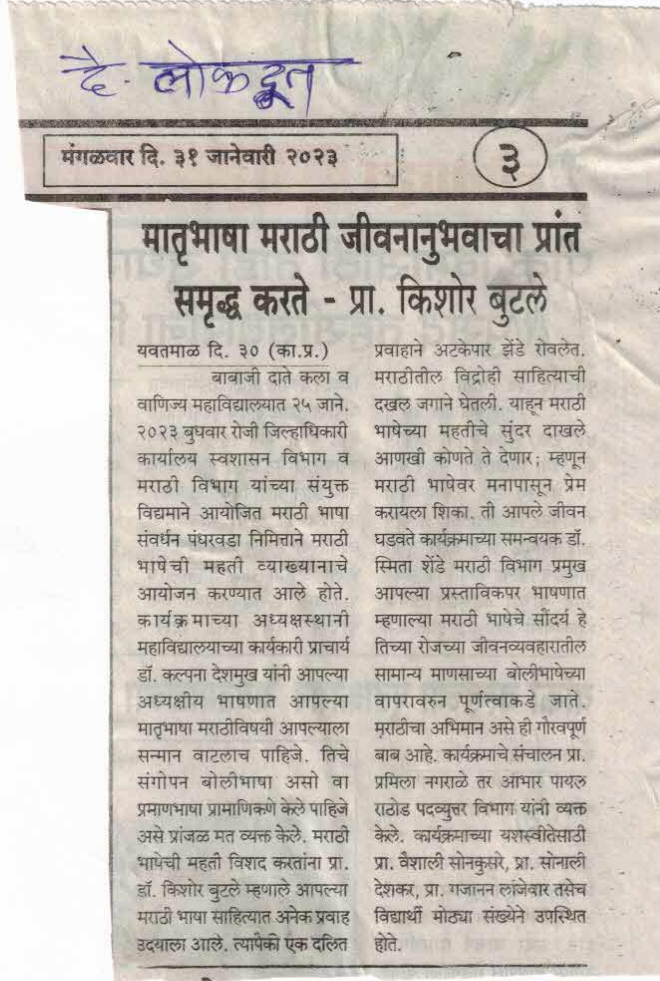 दै. लोकदूत
मंगळवार दि. ३१ जानेवारी २०२३
३
मातृभाषा मराठी जीवनानुभवाचा प्रांत
समृद्ध करते - प्रा. किशोर बुटले
यवतमाळ दि. ३० (का.प्र.)
बाबाजी दाते कला व
वाणिज्य महाविद्यालयात २५ जाने.
२०२३ बुधवार रोजी जिल्हाधिकारी
कार्यालय स्वशासन विभाग व
मराठी विभाग यांच्या संयुक्त
विद्यमाने आयोजित मराठी भाषा
संवर्धन पंधरवडा निमित्ताने मराठी
भाषेची महती व्याख्यानाचे
आयोजन करण्यात आले होते.
कार्यक्रमाच्या अध्यक्षस्थानी
महाविद्यालयाच्या कार्यकारी प्राचार्य
डॉ. कल्पना देशमुख यांनी आपल्या
अध्यक्षीय भाषणात आपल्या
मातृभाषा मराठीविषयी आपल्याला
सन्मान वाटलाच पाहिजे. तिचे
संगोपन बोलीभाषा असो वा
प्रमाणभाषा प्रामाणिकणे केले पाहिजे
असे प्रांजळ मत व्यक्त केले. मराठी
भाषेची महती विशद करतांना प्रा.
डॉ. किशोर बुटले म्हणाले आपल्या
मराठी भाषा साहित्यात अनेक प्रवाह
उदयाला आले. त्यापैकी एक दलित
प्रवाहाने अटकेपार झेंडे रोवलेत.
मराठीतील विद्रोही साहित्याची
दखल जगाने घेतली. याहून मराठी
भाषेच्या महतीचे सुंदर दाखले
आणखी कोणते ते देणार; म्हणून
मराठी भाषेवर मनापासून प्रेम
करायला शिका. ती आपले जीवन
घडवते कार्यक्रमाच्या समन्वयक डॉ.
स्मिता शेंडे मराठी विभाग प्रमुख
आपल्या प्रस्ताविकपर भाषणात
म्हणाल्या मराठी भाषेचे सौंदर्य हे
तिच्या रोजच्या जीवनव्यवहारातील
सामान्य माणसाच्या बोलीभाषेच्या
वापरावरुन पूर्णत्वाकडे जाते.
मराठीचा अभिमान असे ही गौरवपूर्ण
बाब आहे. कार्यक्रमाचे संचालन प्रा.
प्रमिला नगराळे तर आभार पायल
राठोड पदव्युत्तर विभाग यांनी व्यक्त
केले. कार्यक्रमाच्या यशस्वीतेसाठी
प्रा. वैशाली सोनकुसरे, प्रा. सोनाली
देशकर, प्रा. गजानन लांजेवार तसेच
विद्यार्थी मोठ्या संख्येने उपस्थित
होते.